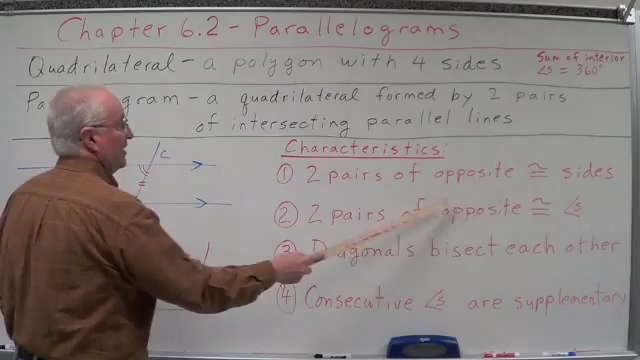 Chapter 6.2 - Parallelograms
Quadrilateral - a polygon with 4 sides
Sum of interior
∠s = 360°
Pa gram - a quadrilateral formed by 2 pairs
of intersecting parallel lines
C
Characteristics:
① 2 pairs of opposite ≅ sides
② 2 pairs of opposite ≅ ∠s
③ Diagonals bisect each other
④ Consecutive ∠s are supplementary